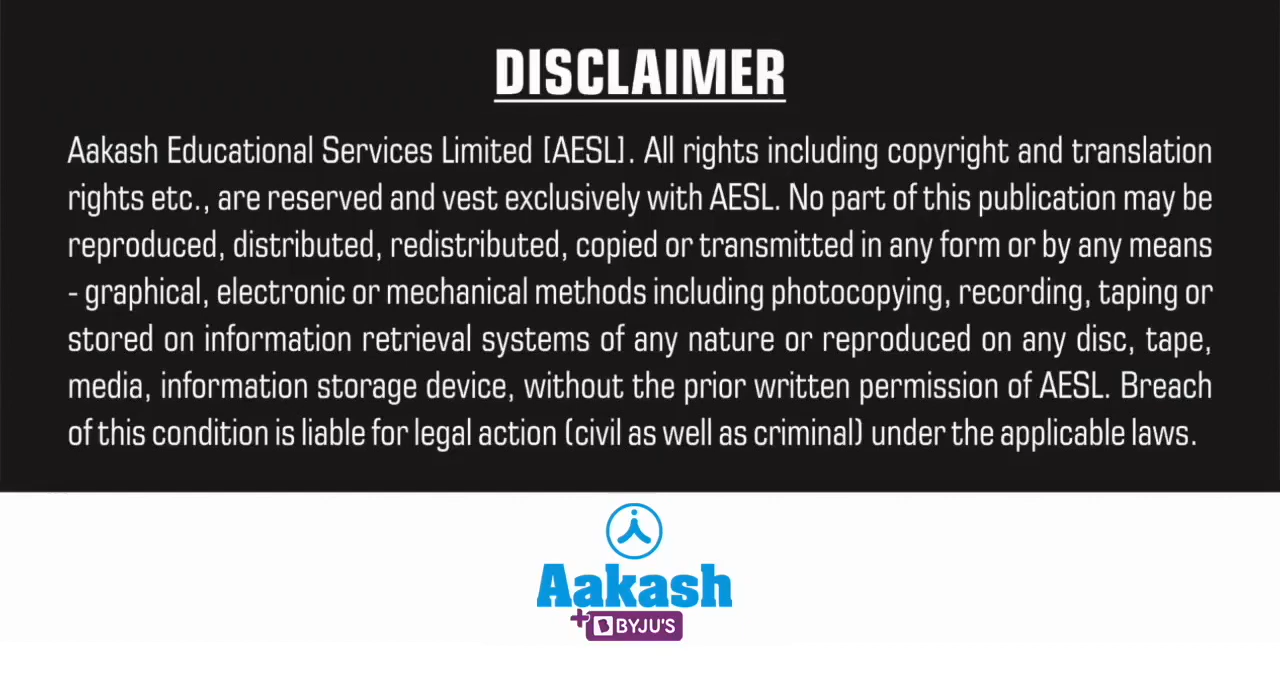 DISCLAIMER
Aakash Educational Services Limited [AESL]. All rights including copyright and translation
rights etc., are reserved and vest exclusively with AESL. No part of this publication may be
reproduced, distributed, redistributed, copied or transmitted in any form or by any means
- graphical, electronic or mechanical methods including photocopying, recording, taping or
stored on information retrieval systems of any nature or reproduced on any disc, tape,
media, information storage device, without the prior written permission of AESL. Breach
of this condition is liable for legal action (civil as well as criminal) under the applicable laws.
Aakash
+ BYJU'S